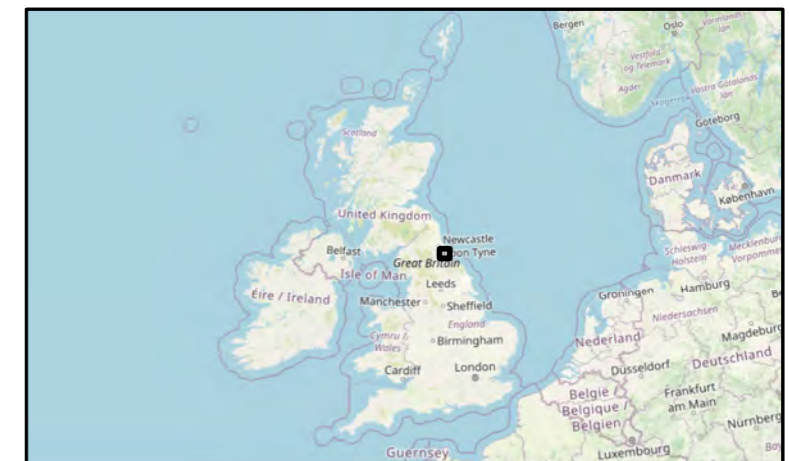 Bergen
Oslo
Vestfold
og Telemark
Agder
Västra Götalands
län
Skagerrak
Göteborg
Scotland
Danmark
København
United Kingdom
Newcastle
upon Tyne
Belfast
Great Britain
Isle of Man
Leeds
Schleswig
Holstein
Éire / Ireland
Manchester
Sheffield
Groningen
Hamburg
England
Niedersachsen
Cymru /
Wales
Birmingham
Nederland
Magdeburg
Deutschland
Cardiff
London
Düsseldorf
België /
Belgique /
Belgien
Frankfurt
am Main
Nürnberg
Guernsey
Luxembourg